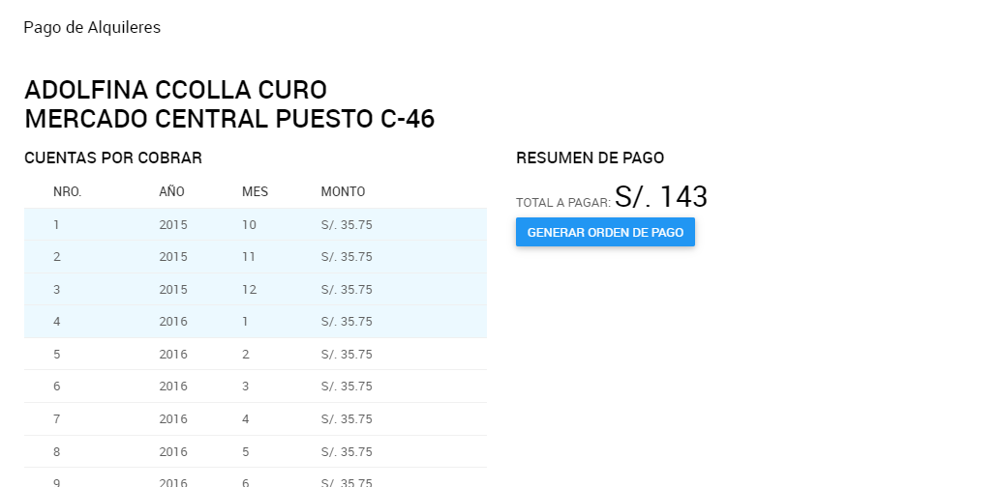 Pago de Alquileres
ADOLFINA CCOLLA CURO
MERCADO CENTRAL PUESTO C-46
CUENTAS POR COBRAR
NRO. AÑO MES MONTO
1 2015 10 S/. 35.75
2 2015 11 S/. 35.75
3 2015 12 S/. 35.75
4 2016 1 S/. 35.75
5 2016 2 S/. 35.75
6 2016 3 S/. 35.75
7 2016 4 S/. 35.75
8 2016 5 S/. 35.75
9 2016 6 S/. 35.75
RESUMEN DE PAGO
TOTAL A PAGAR: S/. 143
GENERAR ORDEN DE PAGO